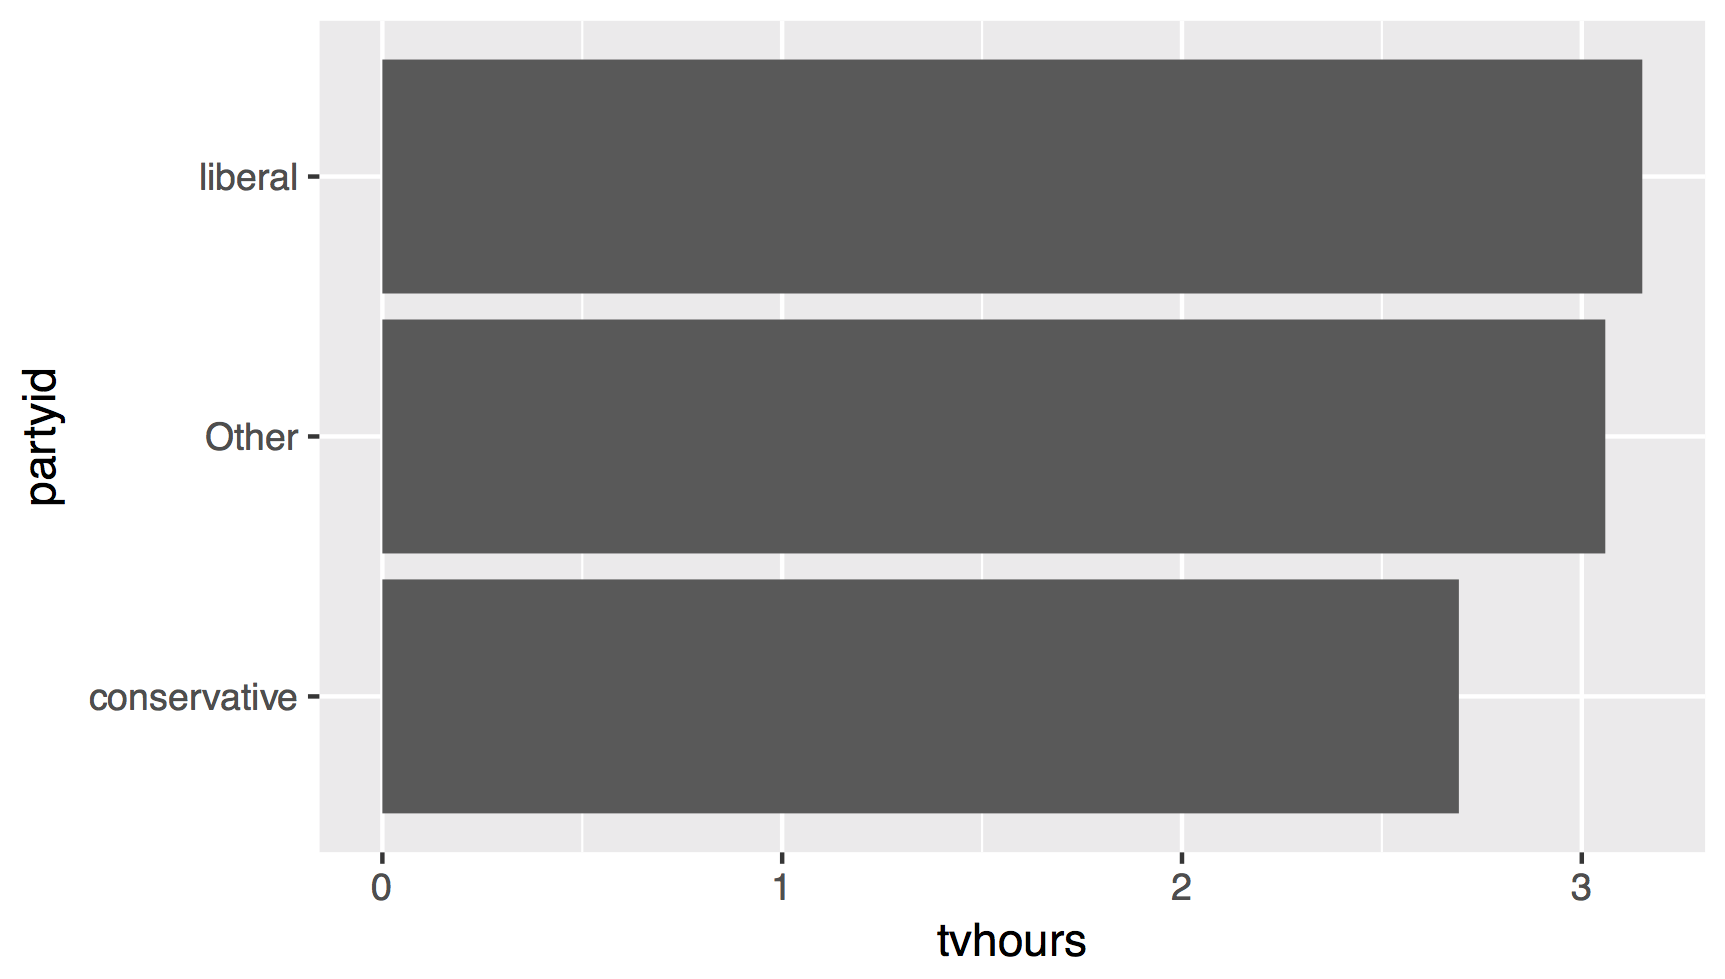 partyid
liberal
Other
conservative
0 1 2 3
tvhours